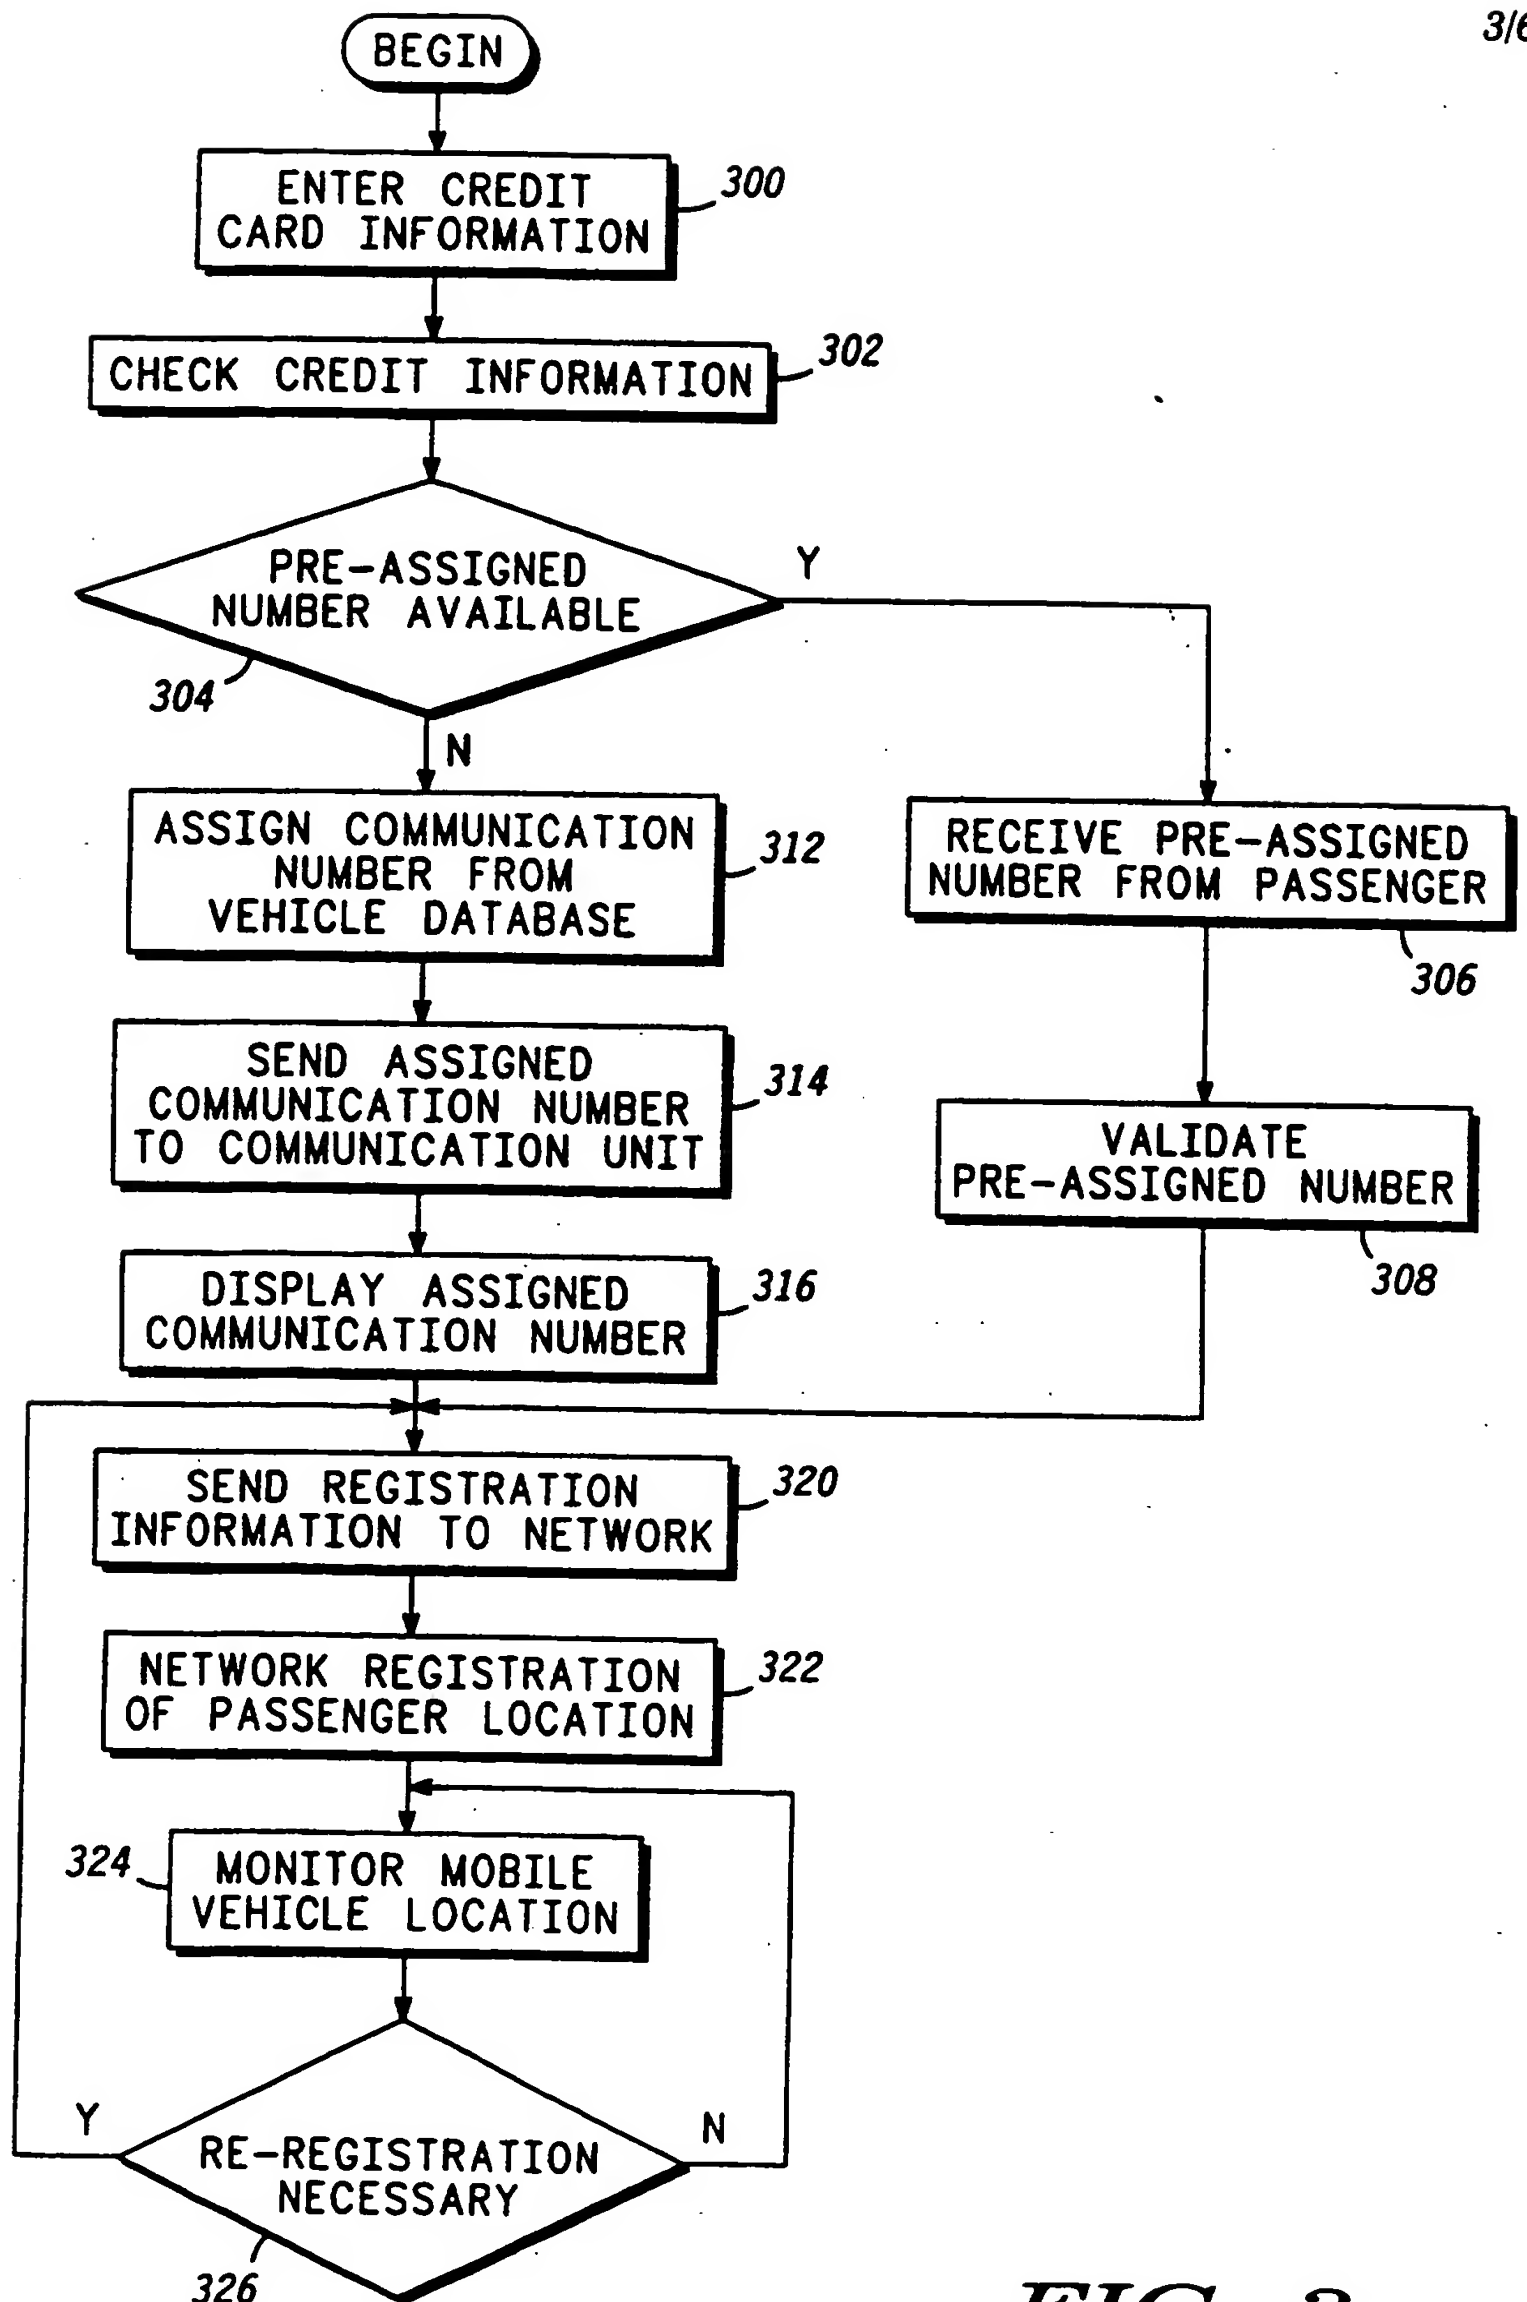 3/6
BEGIN
ENTER CREDIT
CARD INFORMATION
300
CHECK CREDIT INFORMATION
302
PRE-ASSIGNED
NUMBER AVAILABLE
304
Y
N
ASSIGN COMMUNICATION
NUMBER FROM
VEHICLE DATABASE
312
RECEIVE PRE-ASSIGNED
NUMBER FROM PASSENGER
306
SEND ASSIGNED
COMMUNICATION NUMBER
TO COMMUNICATION UNIT
314
VALIDATE
PRE-ASSIGNED NUMBER
308
DISPLAY ASSIGNED
COMMUNICATION NUMBER
316
SEND REGISTRATION
INFORMATION TO NETWORK
320
NETWORK REGISTRATION
OF PASSENGER LOCATION
322
MONITOR MOBILE
VEHICLE LOCATION
324
RE-REGISTRATION
NECESSARY
Y
N
326